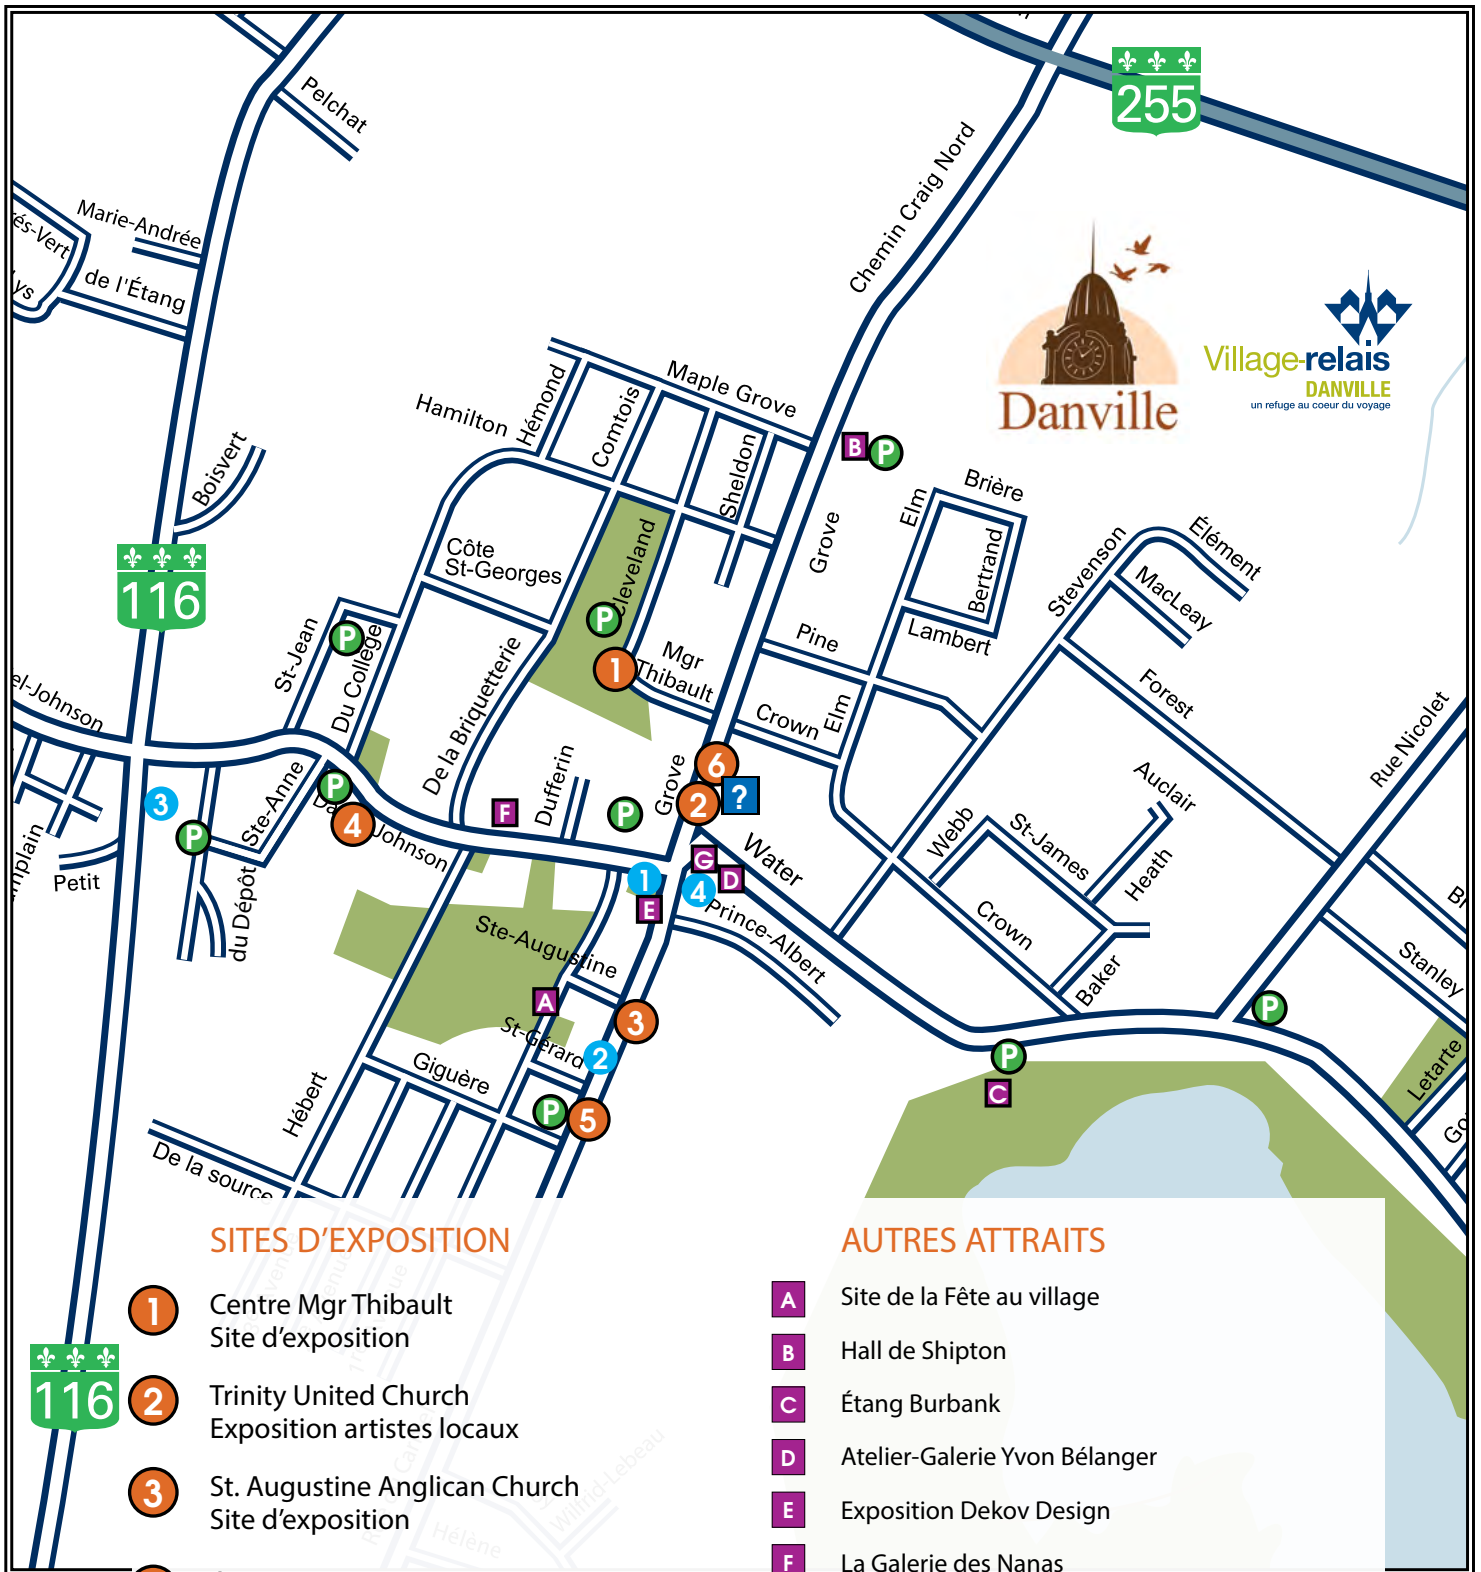 255
Pelchat
Chemin Craig Nord
Marie-Andrée
de l'Étang
Danville
Village-relais
DANVILLE
un refuge au coeur du voyage
Maple Grove
Hamilton
Hémond
Comtois
Sheldon
B
P
Boisvert
Brière
Elm
Grove
Bertrand
Lambert
Stevenson
Élément
MacLeay
116
Côte
St-Georges
Cleveland
P
1
Mgr
Thibault
Pine
Forest
St-Jean
P
Du Collège
De la Briquetterie
Crown
Elm
Rue Nicolet
el-Johnson
Dufferin
Grove
6
2
?
Auclair
3
P
P
Ste-Anne
4
Johnson
F
P
Water
Webb
St-James
Heath
Petit
du Dépôt
G
D
1
4
E
Prince-Albert
Crown
Baker
Stanley
Ste-Augustine
A
3
St-Gérard
2
P
P
C
Letarte
Giguère
Hébert
P
5
De la source
SITES D'EXPOSITION
1
Centre Mgr Thibault
Site d'exposition
2
Trinity United Church
Exposition artistes locaux
3
St. Augustine Anglican Church
Site d'exposition
116
Hélène
Wilfrid-Lebeau
AUTRES ATTRAITS
A
Site de la Fête au village
B
Hall de Shipton
C
Étang Burbank
D
Atelier-Galerie Yvon Bélanger
E
Exposition Dekov Design
F
La Galerie des Nanas